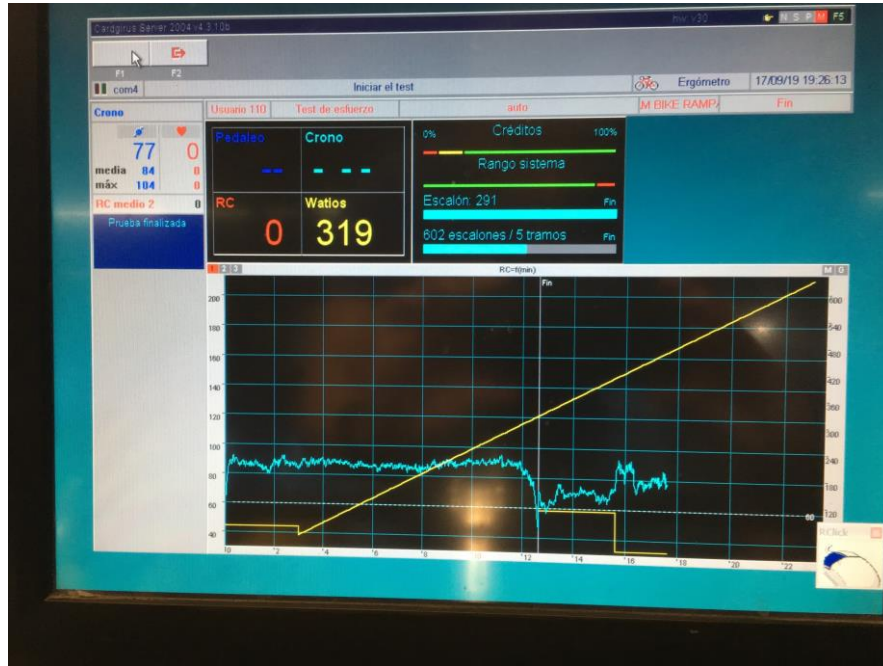 Cardgirus Server 2004 v4.3.10b
hw: v30
N S P M F5
F1 F2
com4
Iniciar el test
Ergómetro
17/09/19 19:26:13
Crono
Usuario 110
Test de esfuerzo
auto
M BIKE RAMP
Fin
77 0
media 84 0
máx 104 0
RC medio 2 0
Prueba finalizada
Pedaleo
Crono
-- - --
RC
0
Watios
319
0% Créditos 100%
Rango sistema
Escalón: 291 Fin
602 escalones / 5 tramos Fin
1 2 3
RC=f(min)
M G
Fin
200
180
160
140
120
100
80
60
40
600
540
480
420
360
300
240
180
120
60
'0 '2 '4 '6 '8 '10 '12 '14 '16 '18 '20 '22
RClick